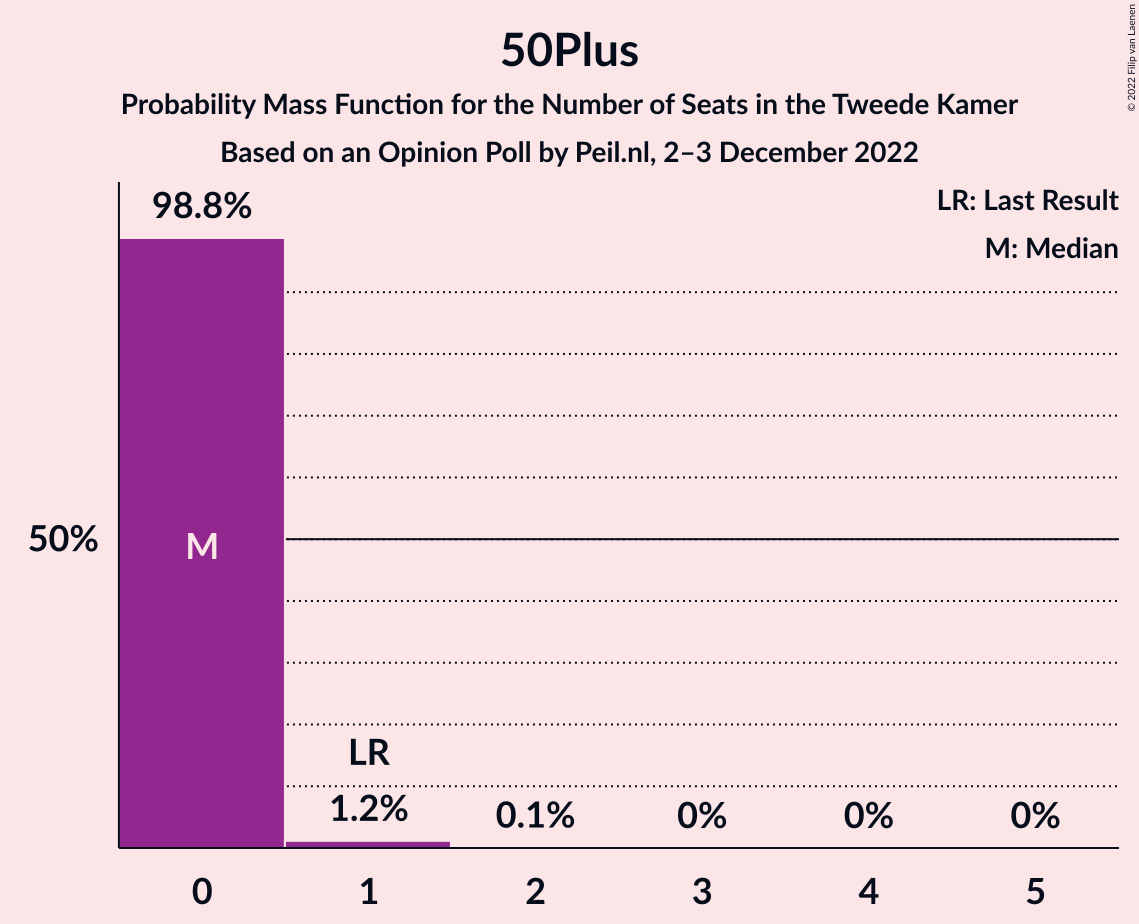 50Plus
Probability Mass Function for the Number of Seats in the Tweede Kamer
Based on an Opinion Poll by Peil.nl, 2–3 December 2022
© 2022 Filip van Laenen
LR: Last Result
M: Median
98.8%
50%
M
LR
1.2%
0.1%
0%
0%
0%
0
1
2
3
4
5